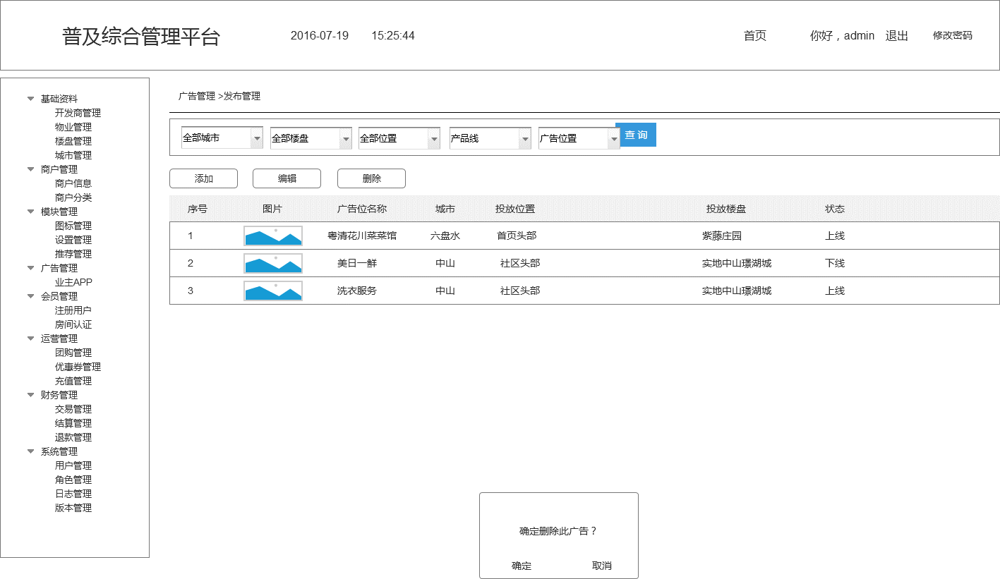 普及综合管理平台 2016-07-19 15:25:44 首页 你好，admin 退出 修改密码
基础资料
开发商管理
物业管理
楼盘管理
城市管理
商户管理
商户信息
商户分类
模块管理
图标管理
设置管理
推荐管理
广告管理
业主APP
会员管理
注册用户
房间认证
运营管理
团购管理
优惠券管理
充值管理
财务管理
交易管理
结算管理
退款管理
系统管理
用户管理
角色管理
日志管理
版本管理
广告管理 >发布管理
全部城市 全部楼盘 全部位置 产品线 广告位置 查 询
添加 编辑 删除
序号 图片 广告位名称 城市 投放位置 投放楼盘 状态
1 粤清花川菜菜馆 六盘水 首页头部 紫藤庄园 上线
2 美日一鲜 中山 社区头部 实地中山璟湖城 下线
3 洗衣服务 中山 社区头部 实地中山璟湖城 上线
确定删除此广告？
确定 取消